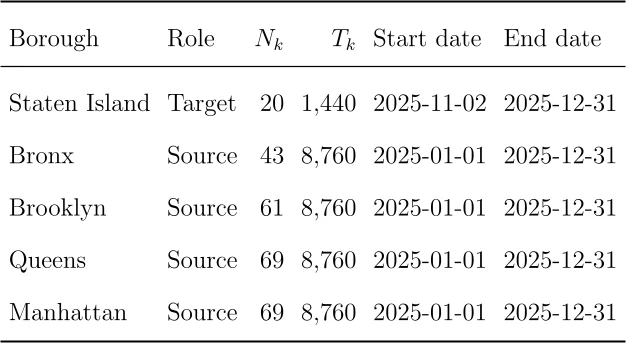 Borough Role N_k T_k Start date End date
Staten Island Target 20 1,440 2025-11-02 2025-12-31
Bronx Source 43 8,760 2025-01-01 2025-12-31
Brooklyn Source 61 8,760 2025-01-01 2025-12-31
Queens Source 69 8,760 2025-01-01 2025-12-31
Manhattan Source 69 8,760 2025-01-01 2025-12-31